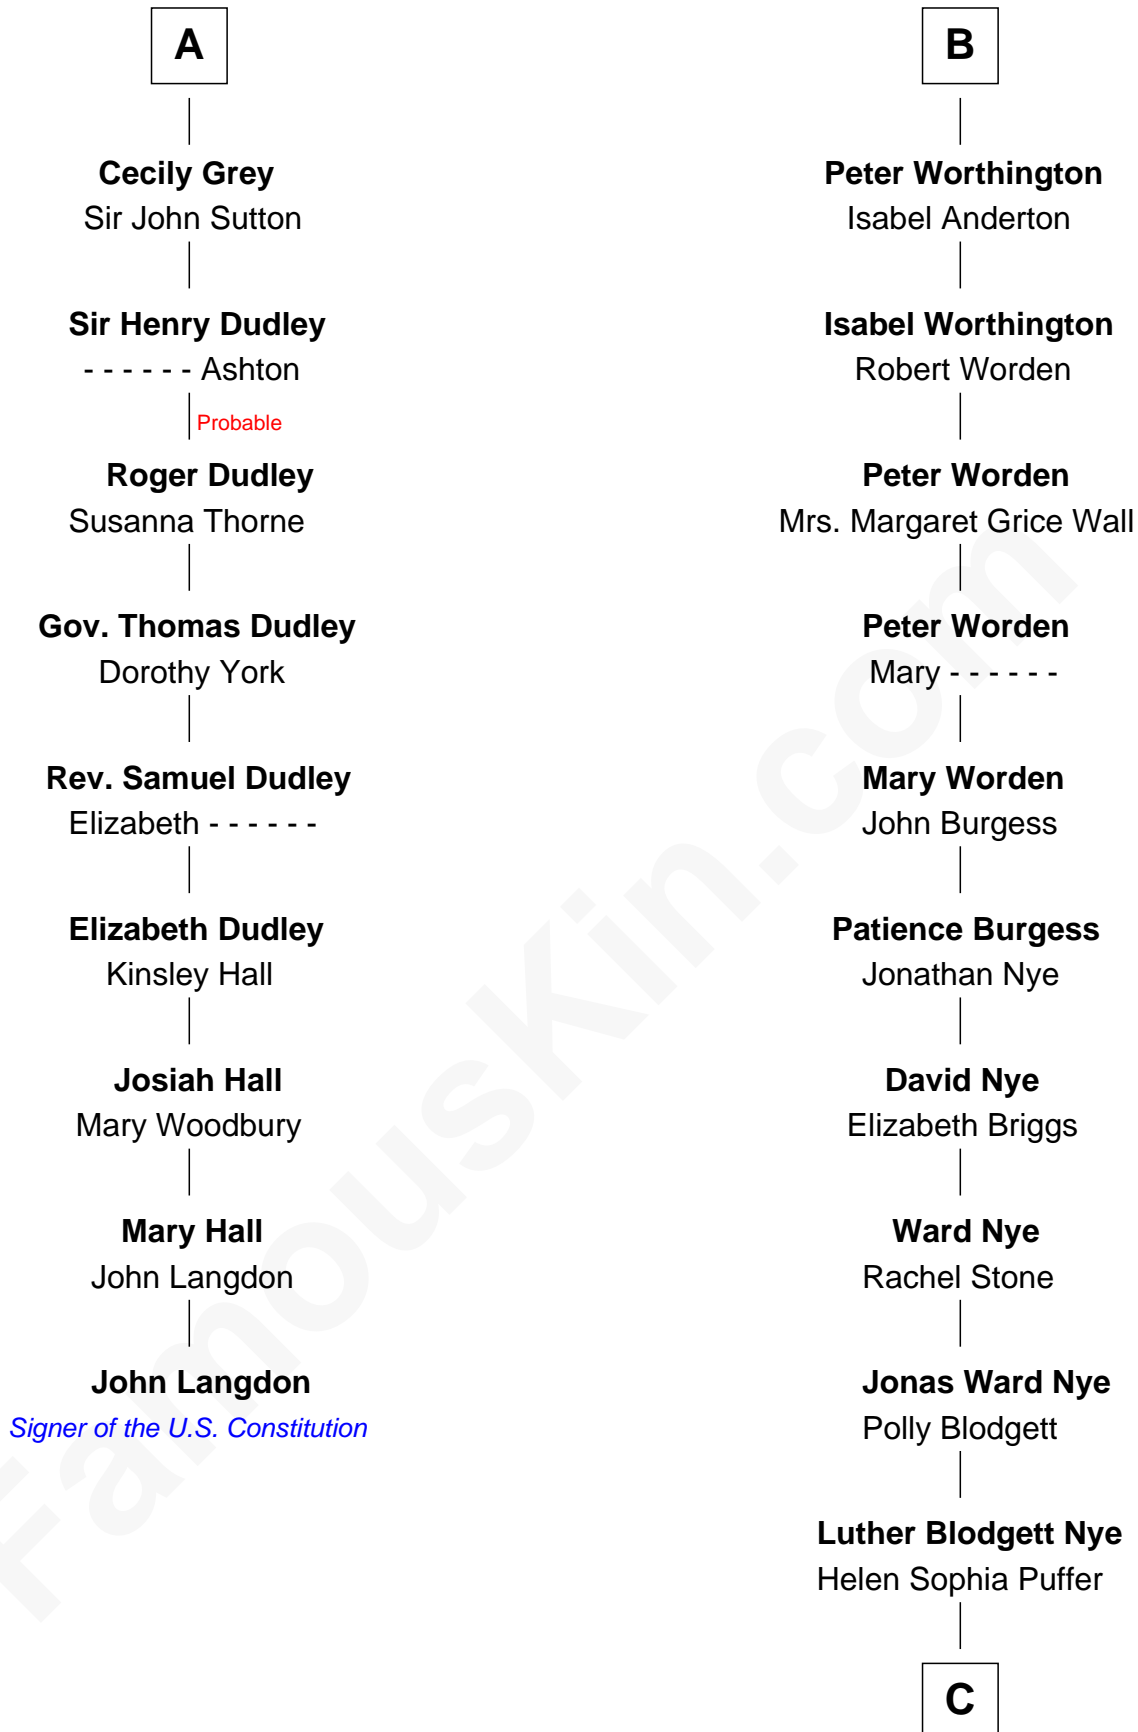 A
Cecily Grey
Sir John Sutton
Sir Henry Dudley
- - - - - - Ashton
Probable
Roger Dudley
Susanna Thorne
Gov. Thomas Dudley
Dorothy York
Rev. Samuel Dudley
Elizabeth - - - - - -
Elizabeth Dudley
Kinsley Hall
Josiah Hall
Mary Woodbury
Mary Hall
John Langdon
John Langdon
Signer of the U.S. Constitution
B
Peter Worthington
Isabel Anderton
Isabel Worthington
Robert Worden
Peter Worden
Mrs. Margaret Grice Wall
Peter Worden
Mary - - - - - -
Mary Worden
John Burgess
Patience Burgess
Jonathan Nye
David Nye
Elizabeth Briggs
Ward Nye
Rachel Stone
Jonas Ward Nye
Polly Blodgett
Luther Blodgett Nye
Helen Sophia Puffer
C
FamousKin.com